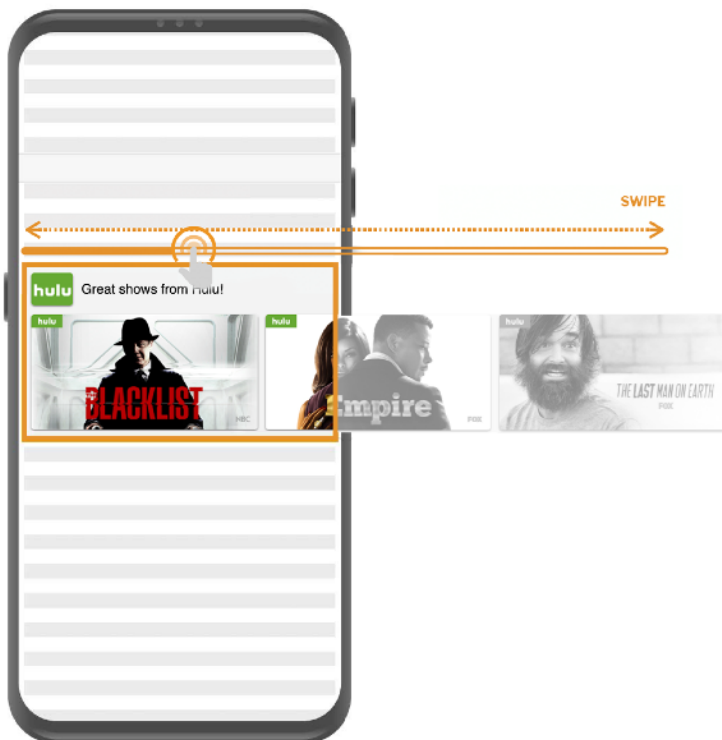 SWIPE
hulu Great shows from Hulu!
hulu
THE BLACKLIST
NBC
hulu
Empire
FOX
hulu
THE LAST MAN ON EARTH
FOX